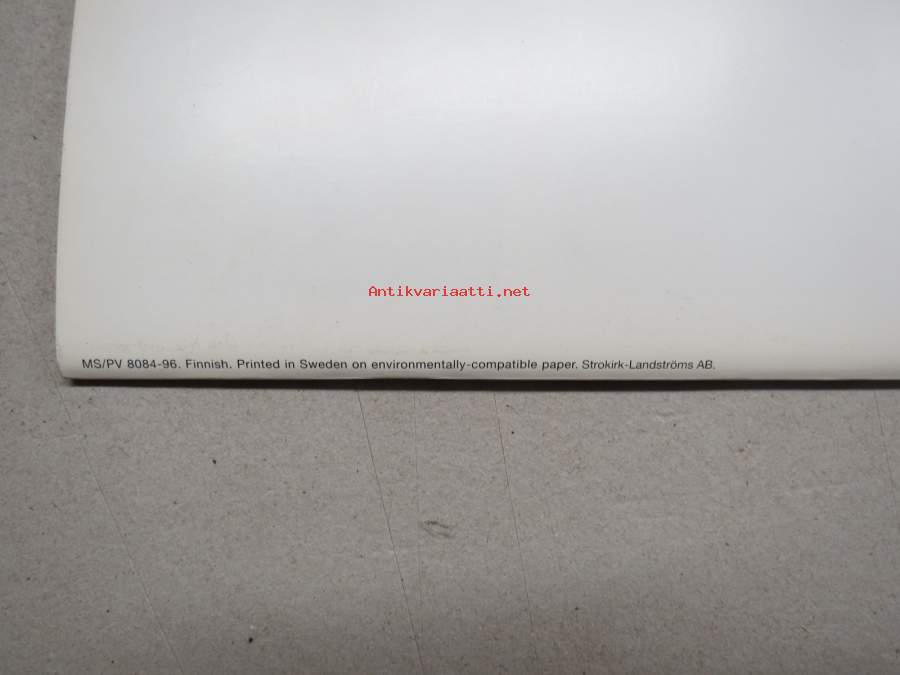 Antikvariaatti.net
MS/PV 8084-96. Finnish. Printed in Sweden on environmentally-compatible paper. Strokirk-Landströms AB.